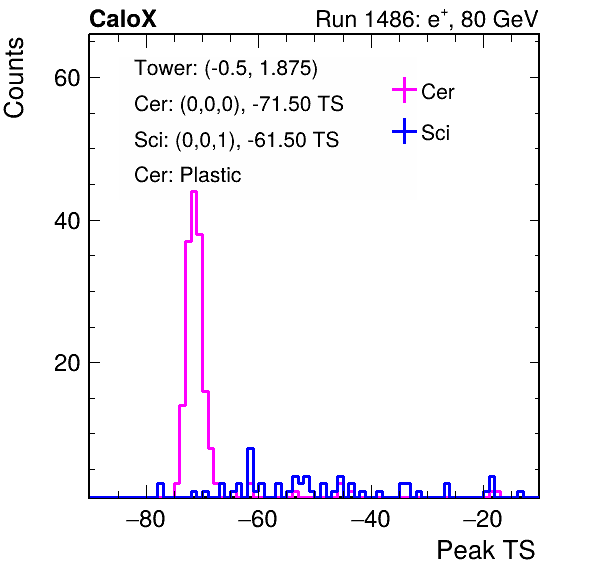 CaloX Run 1486: e⁺, 80 GeV
Counts
Tower: (-0.5, 1.875)
Cer: (0,0,0), -71.50 TS
Sci: (0,0,1), -61.50 TS
Cer: Plastic
Cer
Sci
60
40
20
−80 −60 −40 −20
Peak TS